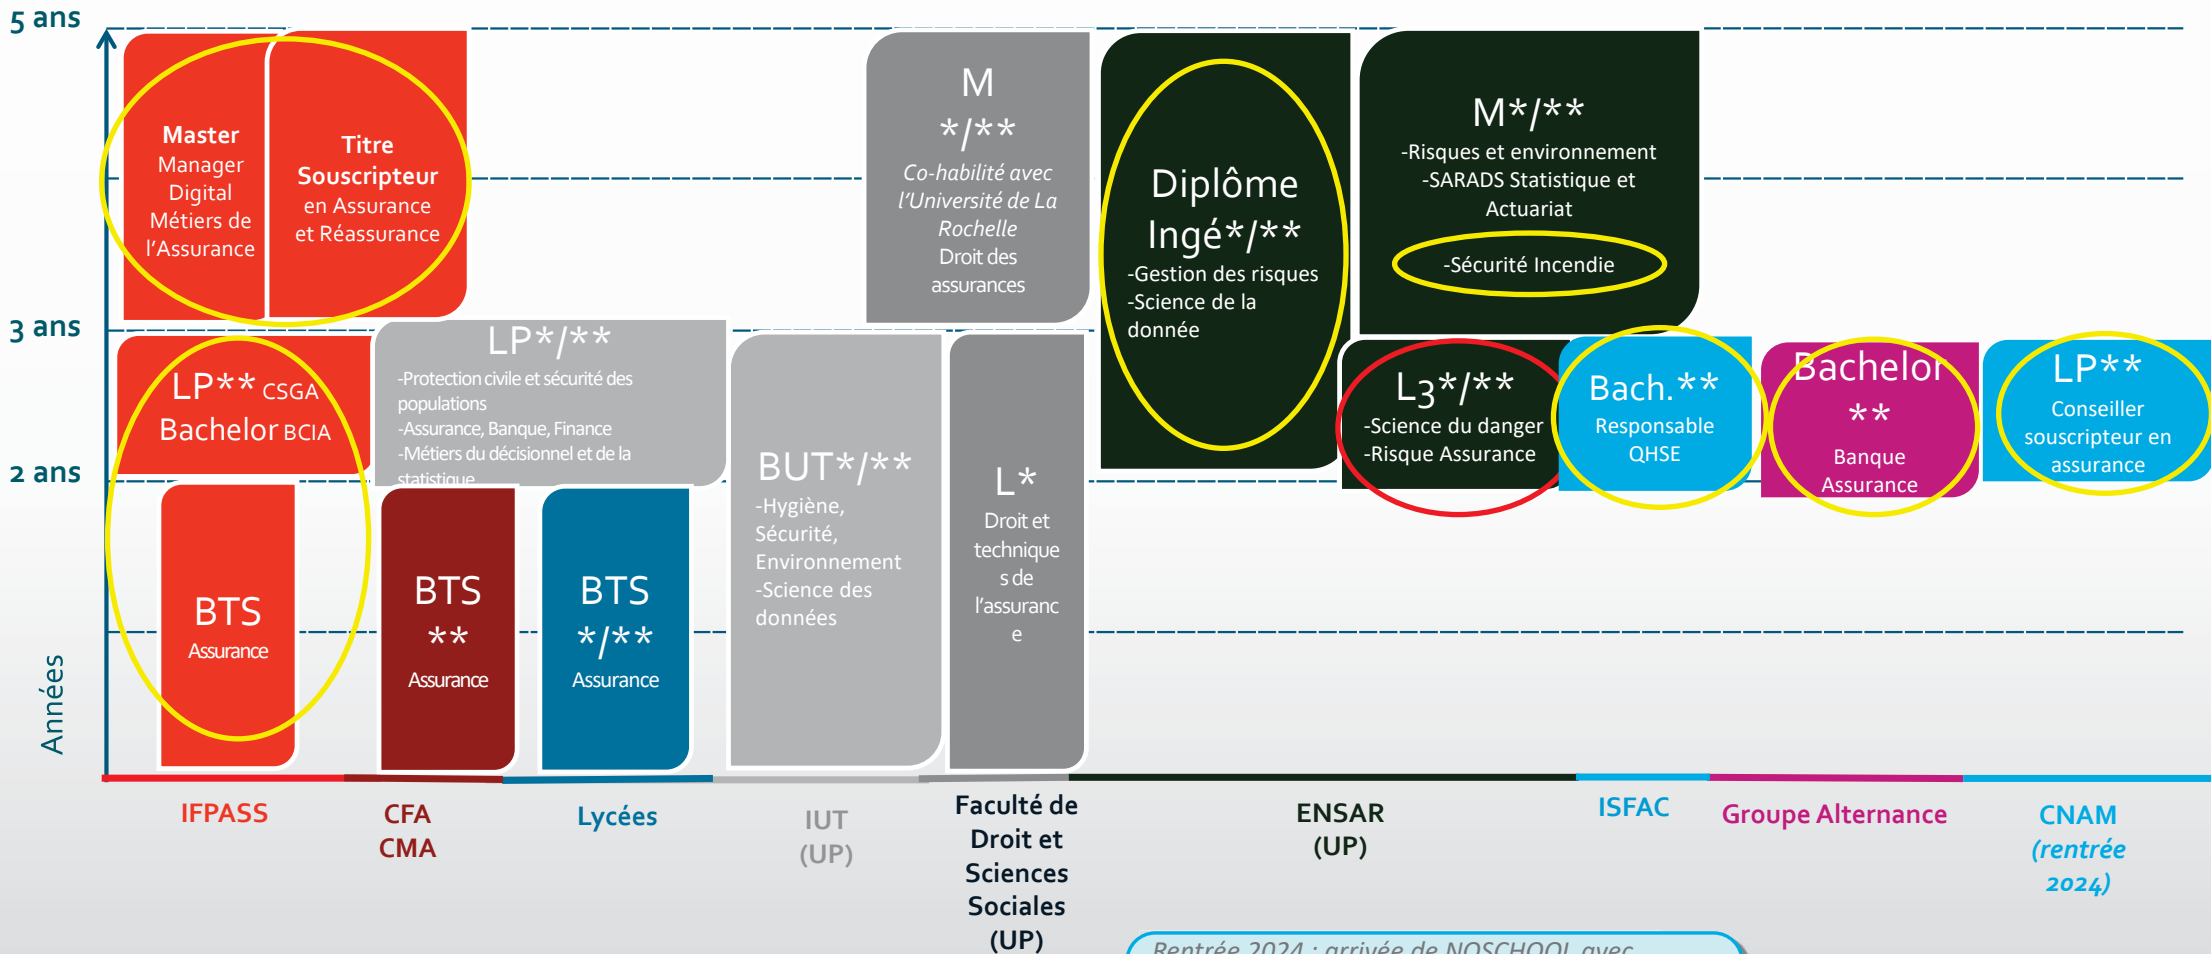 5 ans
3 ans
2 ans
Années
Master
Manager
Digital
Métiers de
l'Assurance
Titre
Souscripteur
en Assurance
et Réassurance
LP** CSGA
Bachelor BCIA
BTS
Assurance
LP*/**
-Protection civile et sécurité des
populations
-Assurance, Banque, Finance
-Métiers du décisionnel et de la
statistique
BTS
**
Assurance
BTS
*/**
Assurance
BUT*/**
-Hygiène,
Sécurité,
Environnement
-Science des
données
M
*/**
Co-habilité avec
l'Université de La
Rochelle
Droit des
assurances
L*
Droit et
technique
s de
l'assuranc
e
Diplôme
Ingé*/**
-Gestion des risques
-Science de la
donnée
M*/**
-Risques et environnement
-SARADS Statistique et
Actuariat
-Sécurité Incendie
L3*/**
-Science du danger
-Risque Assurance
Bach.**
Responsable
QHSE
Bachelor
**
Banque
Assurance
LP**
Conseiller
souscripteur en
assurance
IFPASS
CFA
CMA
Lycées
IUT
(UP)
Faculté de
Droit et
Sciences
Sociales
(UP)
ENSAR
(UP)
ISFAC
Groupe Alternance
CNAM
(rentrée
2024)
Rentrée 2024 : arrivée de NOSCHOOL avec